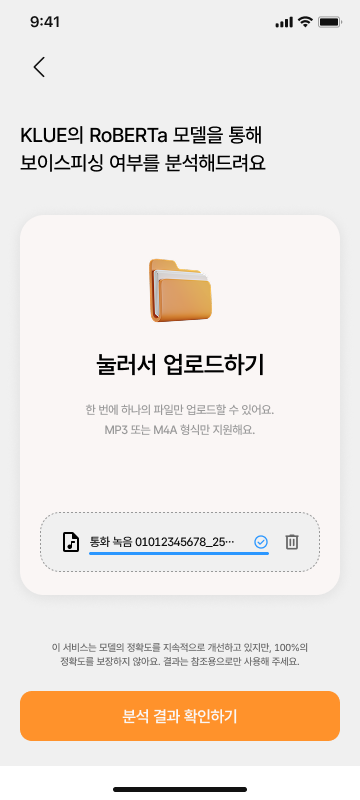 9:41
KLUE의 RoBERTa 모델을 통해
보이스피싱 여부를 분석해드려요
눌러서 업로드하기
한 번에 하나의 파일만 업로드할 수 있어요.
MP3 또는 M4A 형식만 지원해요.
통화 녹음 01012345678_25···
이 서비스는 모델의 정확도를 지속적으로 개선하고 있지만, 100%의
정확도를 보장하지 않아요. 결과는 참조용으로만 사용해 주세요.
분석 결과 확인하기